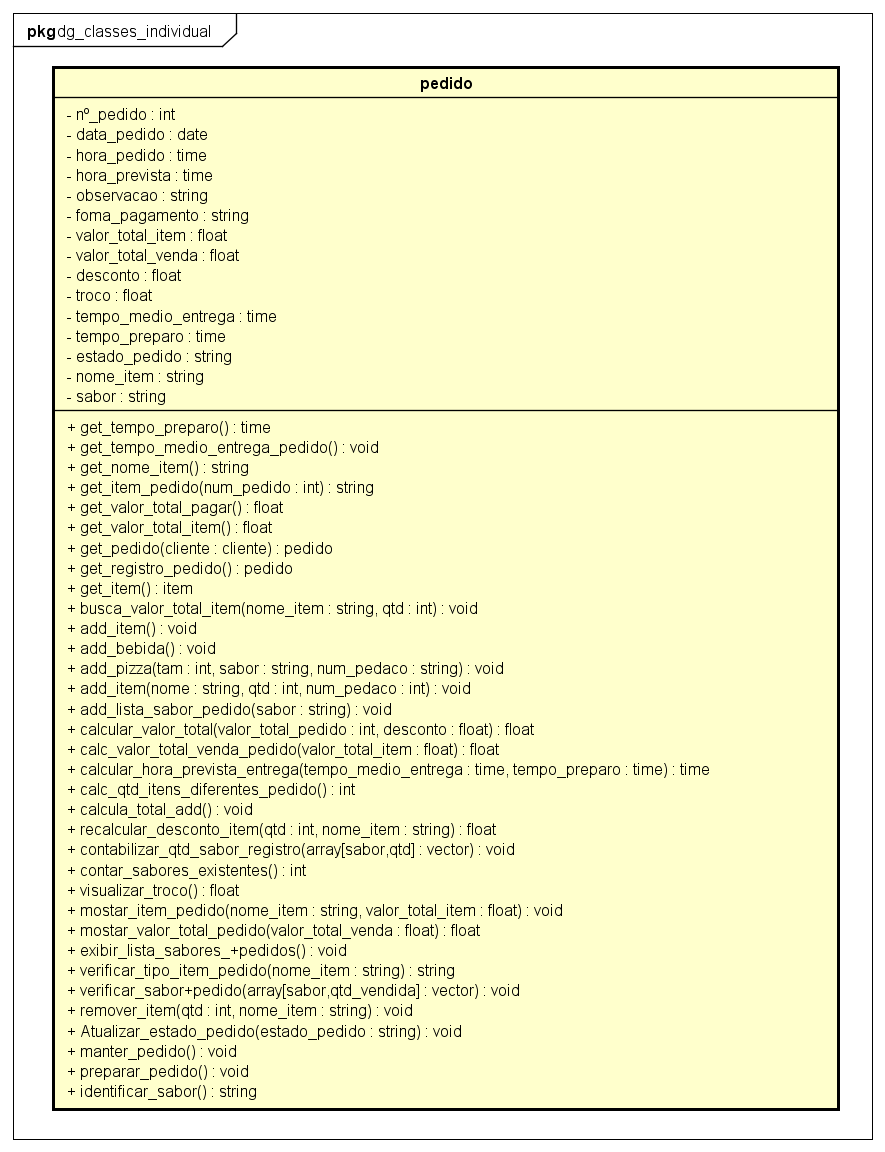 pkg dg_classes_individual
pedido
- nº_pedido : int
- data_pedido : date
- hora_pedido : time
- hora_prevista : time
- observacao : string
- foma_pagamento : string
- valor_total_item : float
- valor_total_venda : float
- desconto : float
- troco : float
- tempo_medio_entrega : time
- tempo_preparo : time
- estado_pedido : string
- nome_item : string
- sabor : string
+ get_tempo_preparo() : time
+ get_tempo_medio_entrega_pedido() : void
+ get_nome_item() : string
+ get_item_pedido(num_pedido : int) : string
+ get_valor_total_pagar() : float
+ get_valor_total_item() : float
+ get_pedido(cliente : cliente) : pedido
+ get_registro_pedido() : pedido
+ get_item() : item
+ busca_valor_total_item(nome_item : string, qtd : int) : void
+ add_item() : void
+ add_bebida() : void
+ add_pizza(tam : int, sabor : string, num_pedaco : string) : void
+ add_item(nome : string, qtd : int, num_pedaco : int) : void
+ add_lista_sabor_pedido(sabor : string) : void
+ calcular_valor_total(valor_total_pedido : int, desconto : float) : float
+ calc_valor_total_venda_pedido(valor_total_item : float) : float
+ calcular_hora_prevista_entrega(tempo_medio_entrega : time, tempo_preparo : time) : time
+ calc_qtd_itens_diferentes_pedido() : int
+ calcula_total_add() : void
+ recalcular_desconto_item(qtd : int, nome_item : string) : float
+ contabilizar_qtd_sabor_registro(array[sabor,qtd] : vector) : void
+ contar_sabores_existentes() : int
+ visualizar_troco() : float
+ mostar_item_pedido(nome_item : string, valor_total_item : float) : void
+ mostar_valor_total_pedido(valor_total_venda : float) : float
+ exibir_lista_sabores_+pedidos() : void
+ verificar_tipo_item_pedido(nome_item : string) : string
+ verificar_sabor+pedido(array[sabor,qtd_vendida] : vector) : void
+ remover_item(qtd : int, nome_item : string) : void
+ Atualizar_estado_pedido(estado_pedido : string) : void
+ manter_pedido() : void
+ preparar_pedido() : void
+ identificar_sabor() : string